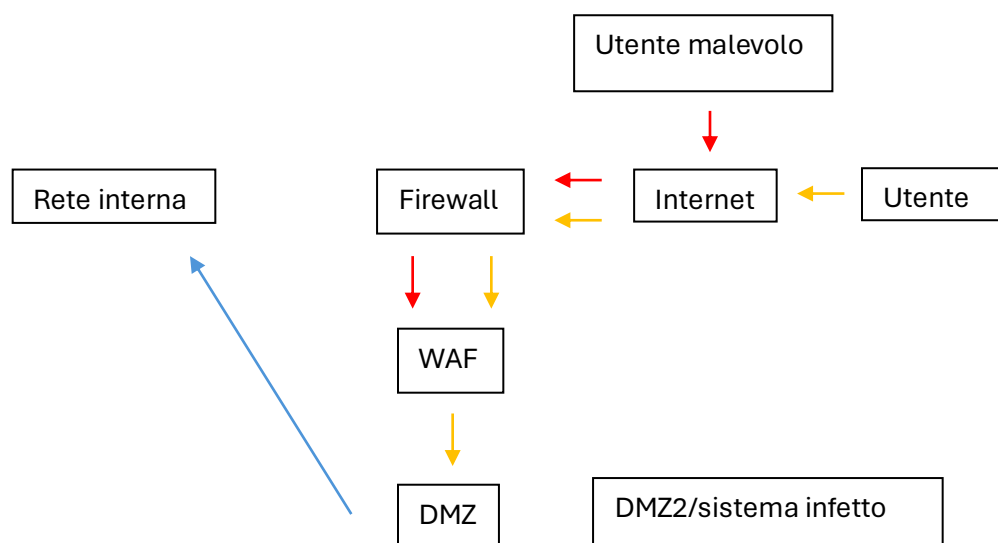 Utente malevolo
Rete interna
Firewall
Internet
Utente
WAF
DMZ
DMZ2/sistema infetto